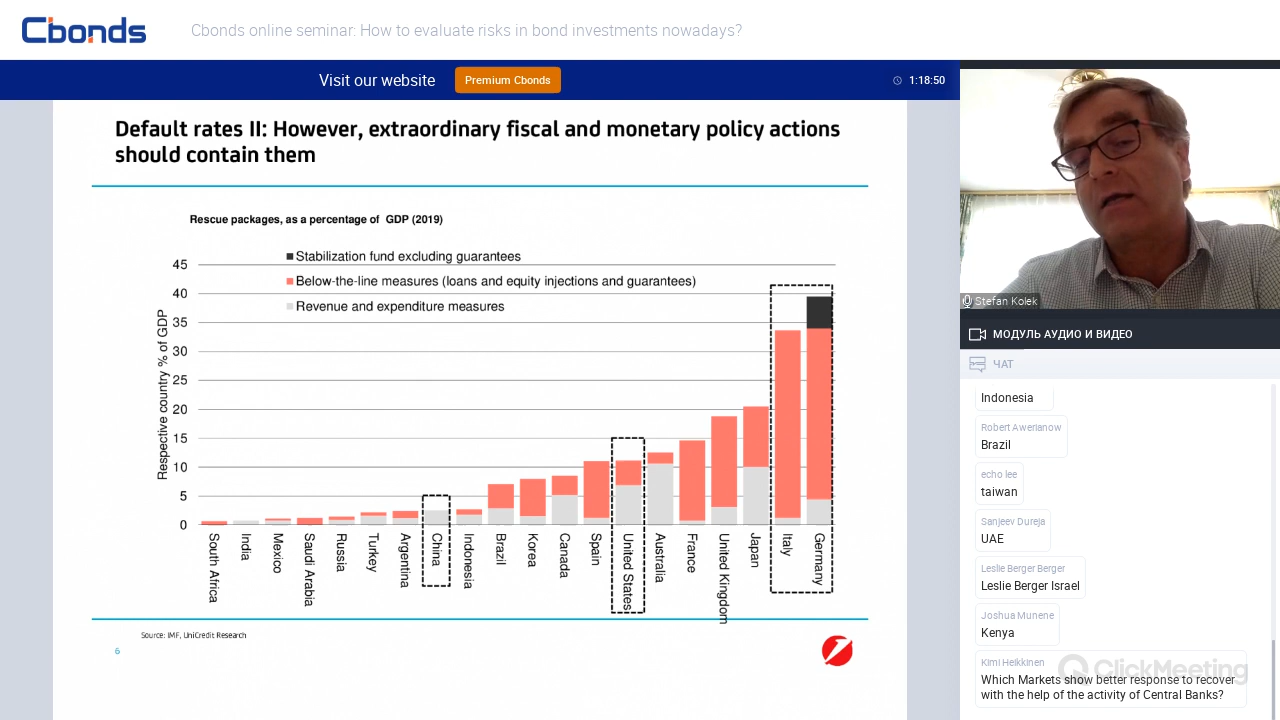 Cbonds
Cbonds online seminar: How to evaluate risks in bond investments nowadays?
Visit our website
Premium Cbonds
1:18:50
Default rates II: However, extraordinary fiscal and monetary policy actions
should contain them
Rescue packages, as a percentage of GDP (2019)
Stabilization fund excluding guarantees
Below-the-line measures (loans and equity injections and guarantees)
Revenue and expenditure measures
Respective country % of GDP
45
40
35
30
25
20
15
10
5
0
South Africa
India
Mexico
Saudi Arabia
Russia
Turkey
Argentina
China
Indonesia
Brazil
Korea
Canada
Spain
United States
Australia
France
United Kingdom
Japan
Italy
Germany
Source: IMF, UniCredit Research
6
Stefan Kolek
МОДУЛЬ АУДИО И ВИДЕО
ЧАТ
Indonesia
Robert Awerianow
Brazil
echo lee
taiwan
Sanjeev Dureja
UAE
Leslie Berger Berger
Leslie Berger Israel
Joshua Munene
Kenya
Kimi Heikkinen
Which Markets show better response to recover
with the help of the activity of Central Banks?
ClickMeeting